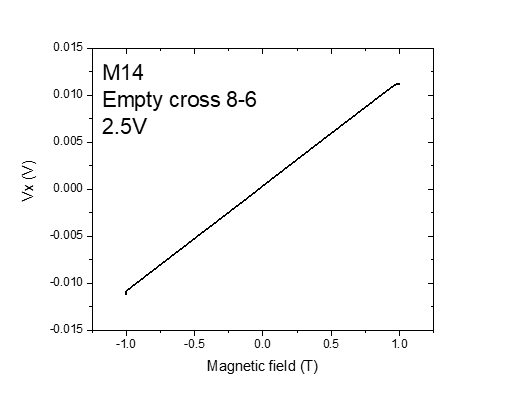 M14
Empty cross 8-6
2.5V
0.015
0.010
0.005
0.000
-0.005
-0.010
-0.015
Vx (V)
-1.0 -0.5 0.0 0.5 1.0
Magnetic field (T)